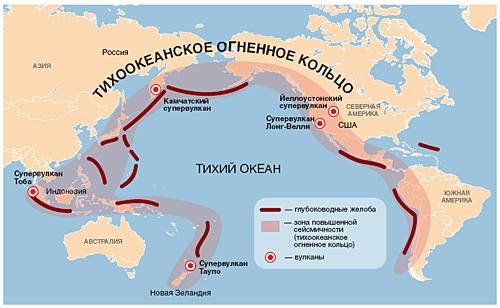 ТИХООКЕАНСКОЕ ОГНЕННОЕ КОЛЬЦО
Россия
АЗИЯ
Камчатский
супервулкан
Йеллоустонский
супервулкан
СЕВЕРНАЯ
АМЕРИКА
Супервулкан
Лонг-Велли
США
ТИХИЙ ОКЕАН
Супервулкан
Тоба
Индонезия
ЮЖНАЯ
АМЕРИКА
АВСТРАЛИЯ
Супервулкан
Таупо
Новая Зеландия
— глубоководные желоба
— зона повышенной
сейсмичности
(тихоокеанское
огненное кольцо)
— вулканы